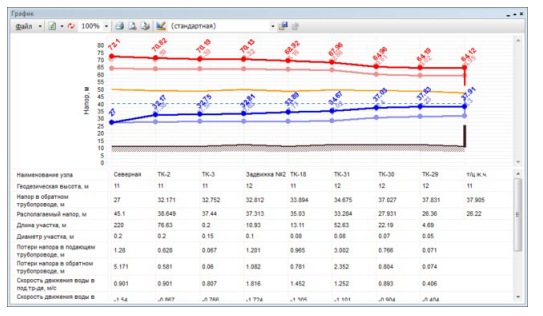 График
Файл 100% (стандартная)
80
75
70
65
60
55
50
45
40
35
30
25
20
15
10
5
0
Напор, м
72.1 70.82 70.19 70.13 68.92 67.96 64.96 64.19 64.12
27 32.17 32.75 32.81 33.89 34.67 37.03 37.83 37.91
Наименование узла Северная ТК-2 ТК-3 Задвижка №2 ТК-18 ТК-31 ТК-30 ТК-29 т/ц ж.ч.
Геодезическая высота, м 11 11 11 12 11 12 12 12 11
Напор в обратном
трубопроводе, м 27 32.171 32.752 32.812 33.894 34.675 37.027 37.831 37.905
Располагаемый напор, м 45.1 38.649 37.44 37.313 35.03 33.284 27.931 26.36 26.22
Длина участка, м 220 76.63 0.2 10.93 13.11 52.63 22.19 4.69
Диаметр участка, м 0.2 0.2 0.15 0.1 0.08 0.08 0.07 0.05
Потери напора в подающем
трубопроводе, м 1.28 0.628 0.067 1.201 0.965 3.002 0.766 0.071
Потери напора в обратном
трубопроводе, м 5.171 0.581 0.06 1.082 0.781 2.352 0.804 0.074
Скорость движения воды в
под.тр-де, м/с 0.901 0.901 0.807 1.816 1.452 1.252 0.893 0.406
Скорость движения воды в -1.54 -0.867 -0.766 -1.724 -1.305 -1.101 -0.904 -0.404